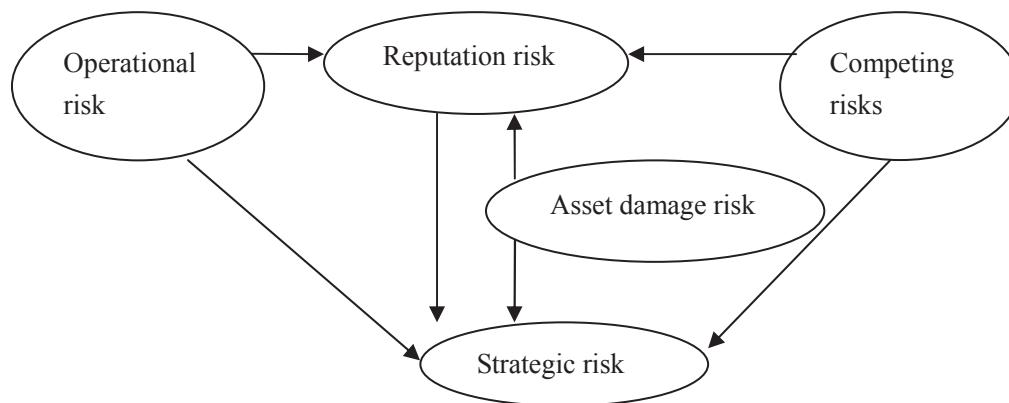 Operational
risk
Reputation risk
Competing
risks
Asset damage risk
Strategic risk